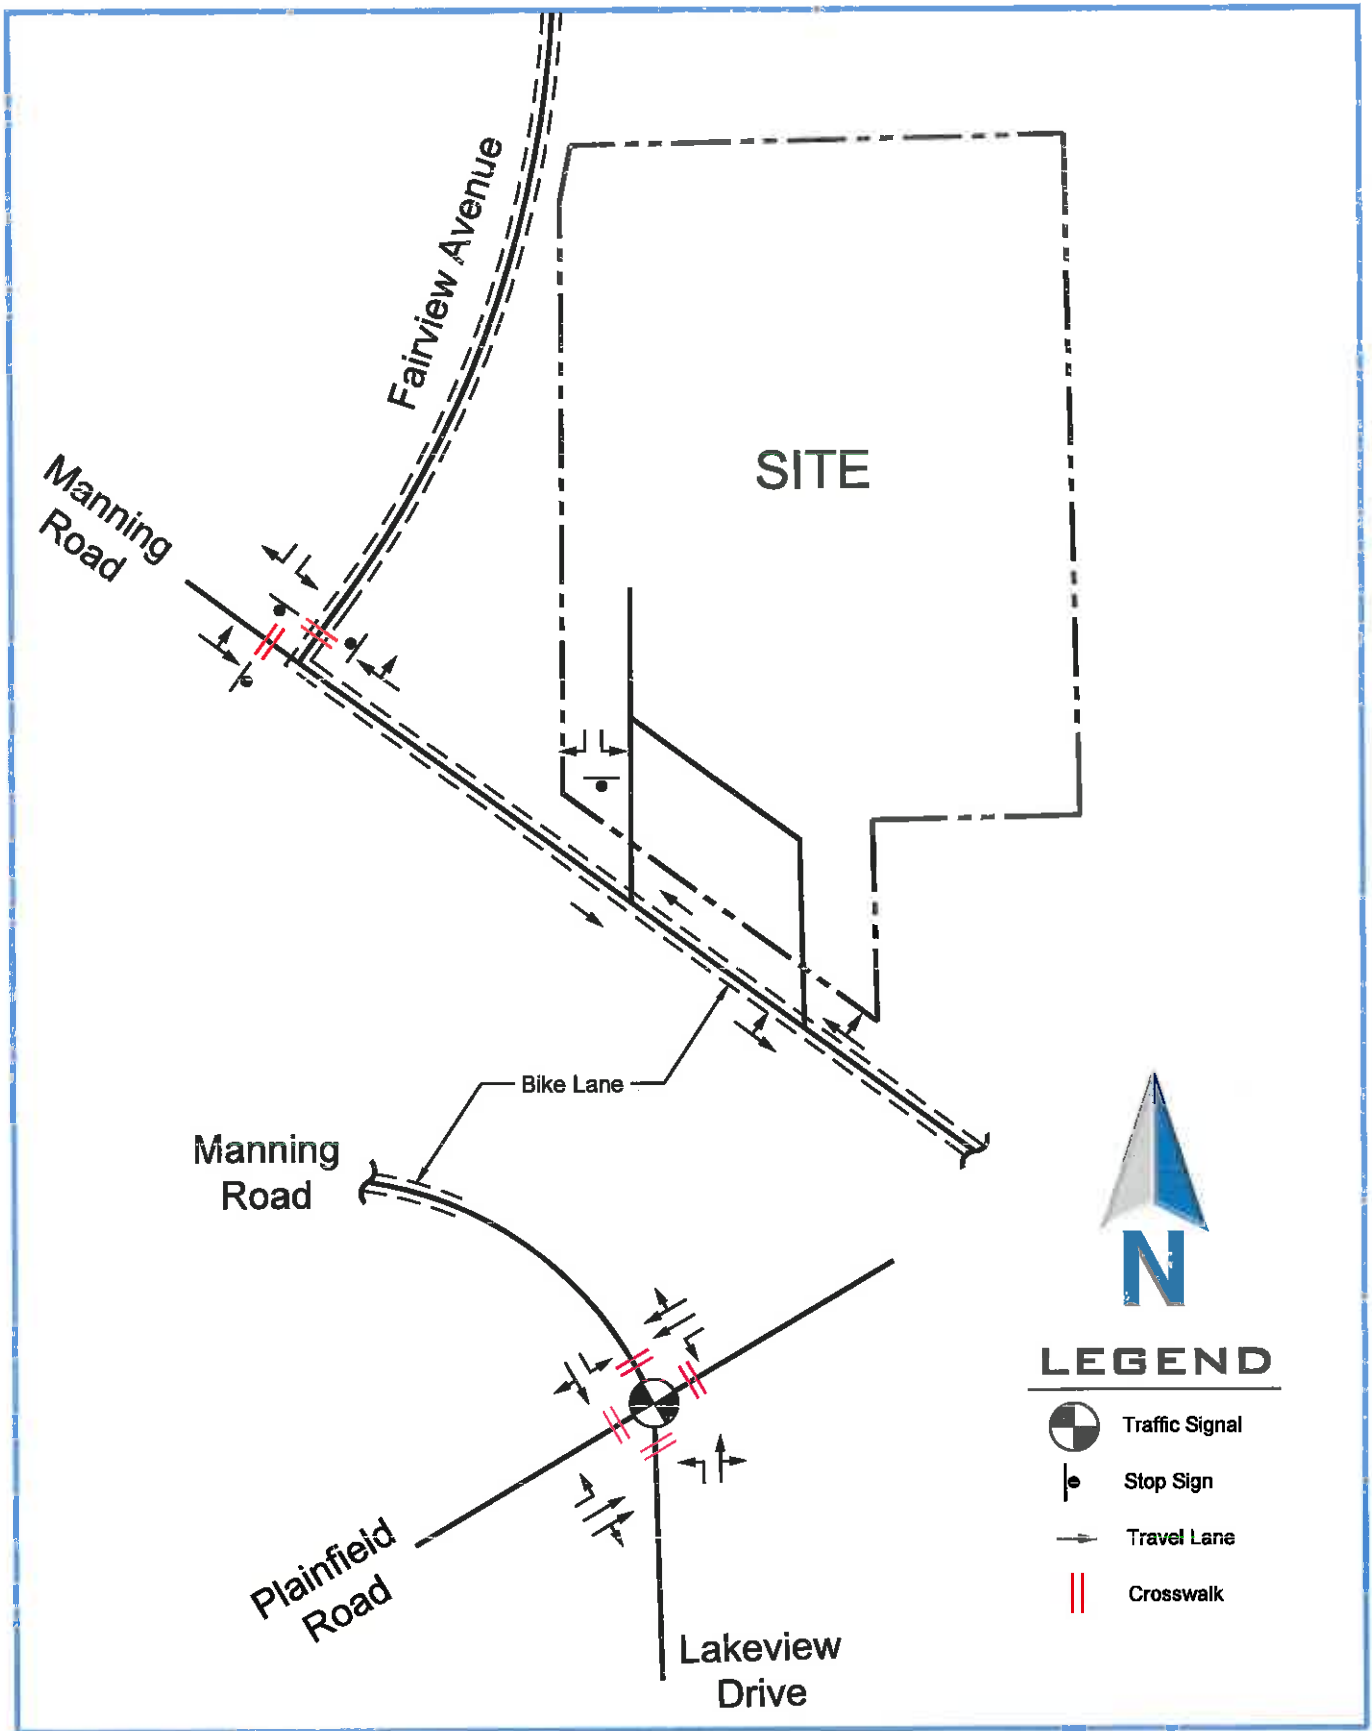 Fairview Avenue
Manning
Road
SITE
Bike Lane
Manning
Road
N
LEGEND
Traffic Signal
Stop Sign
Travel Lane
Crosswalk
Plainfield
Road
Lakeview
Drive